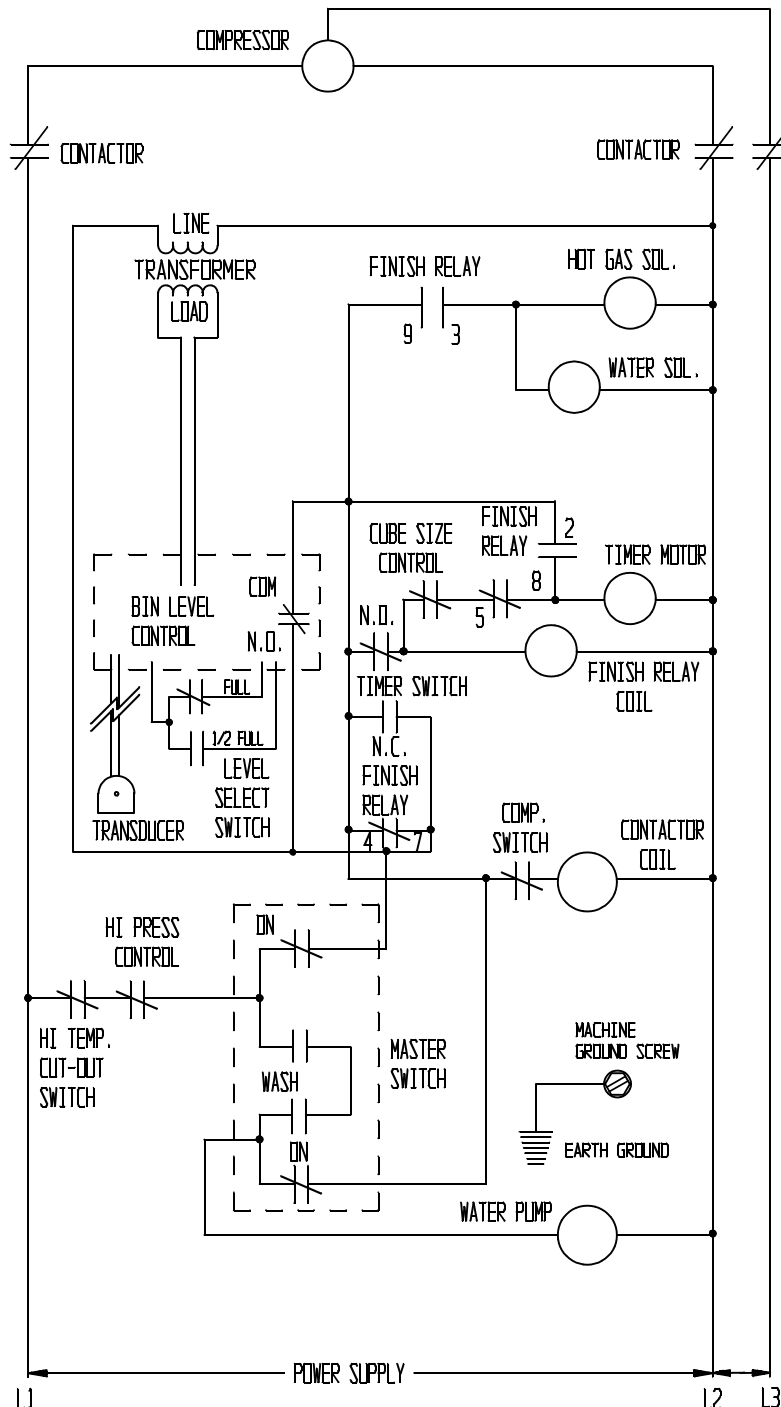 COMPRESSOR
CONTACTOR
CONTACTOR
LINE
TRANSFORMER
LOAD
FINISH RELAY
9
3
HOT GAS SOL.
WATER SOL.
CUBE SIZE
CONTROL
FINISH
RELAY
2
8
5
TIMER MOTOR
COM
BIN LEVEL
CONTROL
N.O.
N.O.
TIMER SWITCH
FINISH RELAY
COIL
FULL
1/2 FULL
LEVEL
SELECT
SWITCH
TRANSDUCER
N.C.
FINISH
RELAY
4
7
COMP.
SWITCH
CONTACTOR
COIL
HI PRESS
CONTROL
ON
HI TEMP.
CUT-OUT
SWITCH
WASH
MASTER
SWITCH
ON
MACHINE
GROUND SCREW
EARTH GROUND
WATER PUMP
POWER SUPPLY
L1
L2
L3